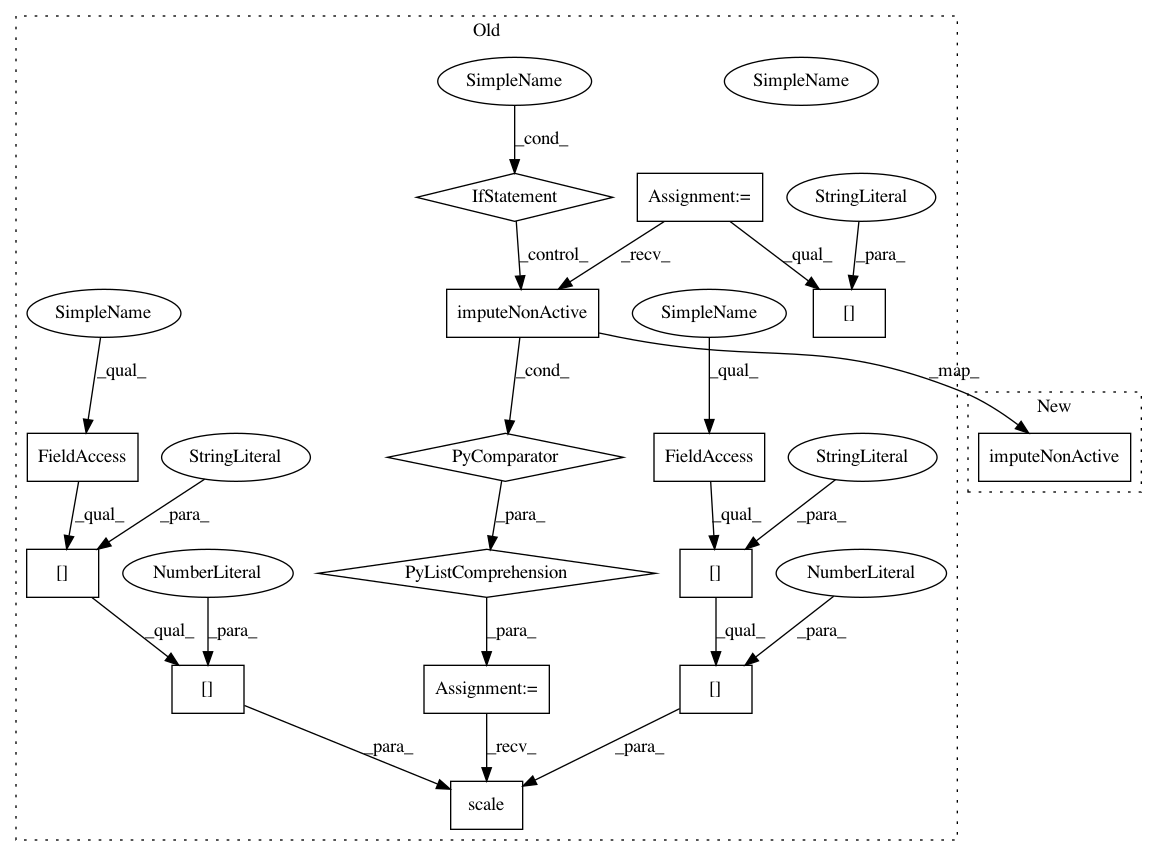 Old
SimpleName
SimpleName
_cond_
IfStatement
Assignment:=
StringLiteral
_control_
_recv_
_qual_
_para_
SimpleName
imputeNonActive
SimpleName
[]
_qual_
_cond_
_qual_
_map_
New
FieldAccess
StringLiteral
PyComparator
FieldAccess
StringLiteral
imputeNonActive
_qual_
_para_
_para_
_qual_
_para_
[]
NumberLiteral
PyListComprehension
[]
NumberLiteral
_qual_
_para_
_para_
_qual_
_para_
[]
Assignment:=
[]
_para_
_recv_
_para_
scale